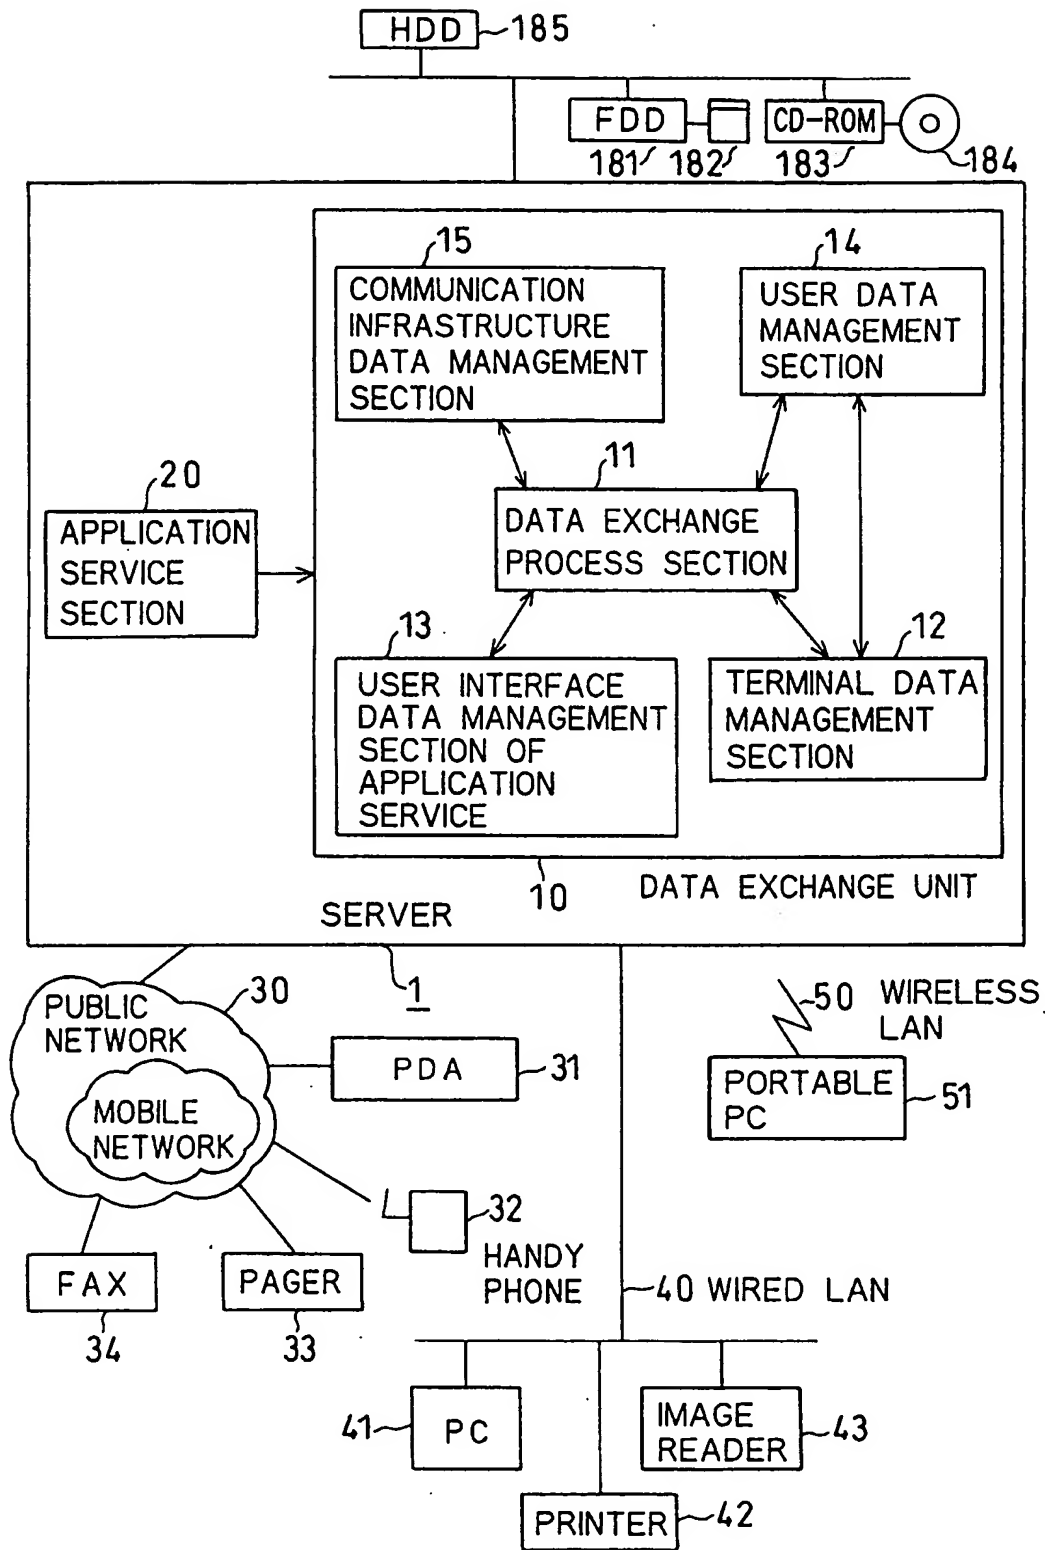 HDD 185
FDD
CD-ROM
181 182 183 184
15
COMMUNICATION
INFRASTRUCTURE
DATA MANAGEMENT
SECTION
14
USER DATA
MANAGEMENT
SECTION
11
DATA EXCHANGE
PROCESS SECTION
20
APPLICATION
SERVICE
SECTION
13
USER INTERFACE
DATA MANAGEMENT
SECTION OF
APPLICATION
SERVICE
12
TERMINAL DATA
MANAGEMENT
SECTION
10
DATA EXCHANGE UNIT
SERVER
1
30
PUBLIC
NETWORK
MOBILE
NETWORK
PDA
31
50
WIRELESS
LAN
PORTABLE
PC
51
32
HANDY
PHONE
FAX
34
PAGER
33
40 WIRED LAN
41
PC
IMAGE
READER
43
PRINTER
42